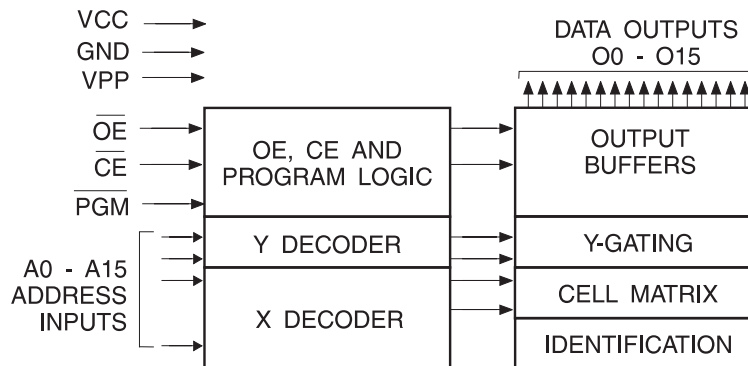 VCC
GND
VPP
OE
CE
PGM
A0 - A15
ADDRESS
INPUTS
OE, CE AND
PROGRAM LOGIC
Y DECODER
X DECODER
DATA OUTPUTS
O0 - O15
OUTPUT
BUFFERS
Y-GATING
CELL MATRIX
IDENTIFICATION